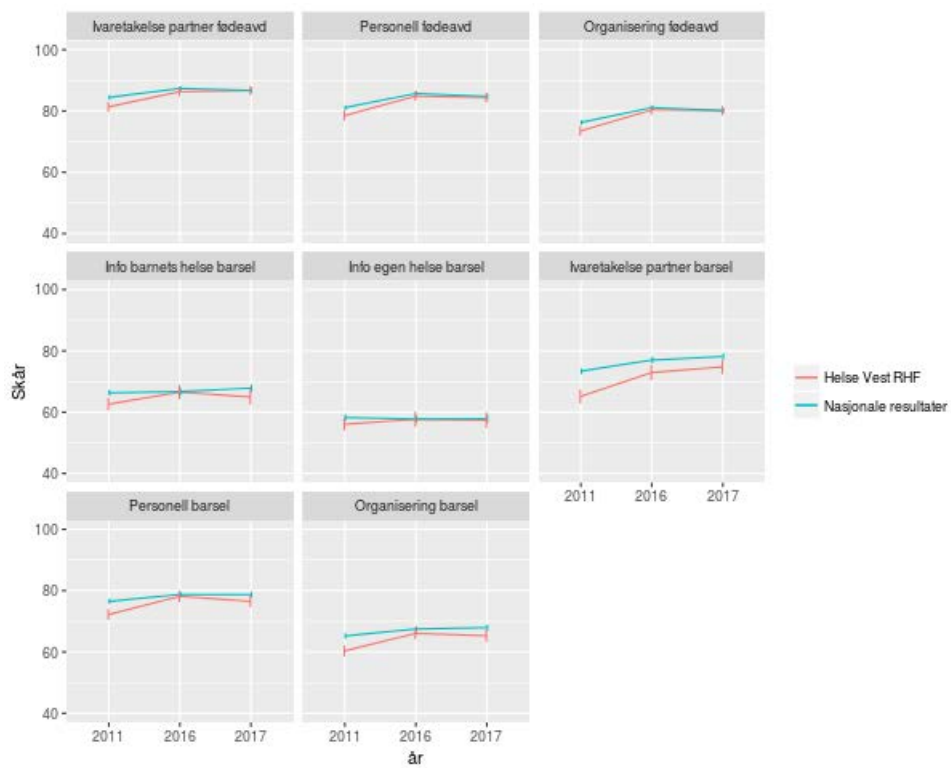 Ivaretakelse partner fødeavd
Personell fødeavd
Organisering fødeavd
100
80
60
40
Info barnets helse barsel
Info egen helse barsel
Ivaretakelse partner barsel
100
80
60
40
2011 2016 2017
Personell barsel
Organisering barsel
100
80
60
40
2011 2016 2017
2011 2016 2017
Skår
år
Helse Vest RHF
Nasjonale resultater